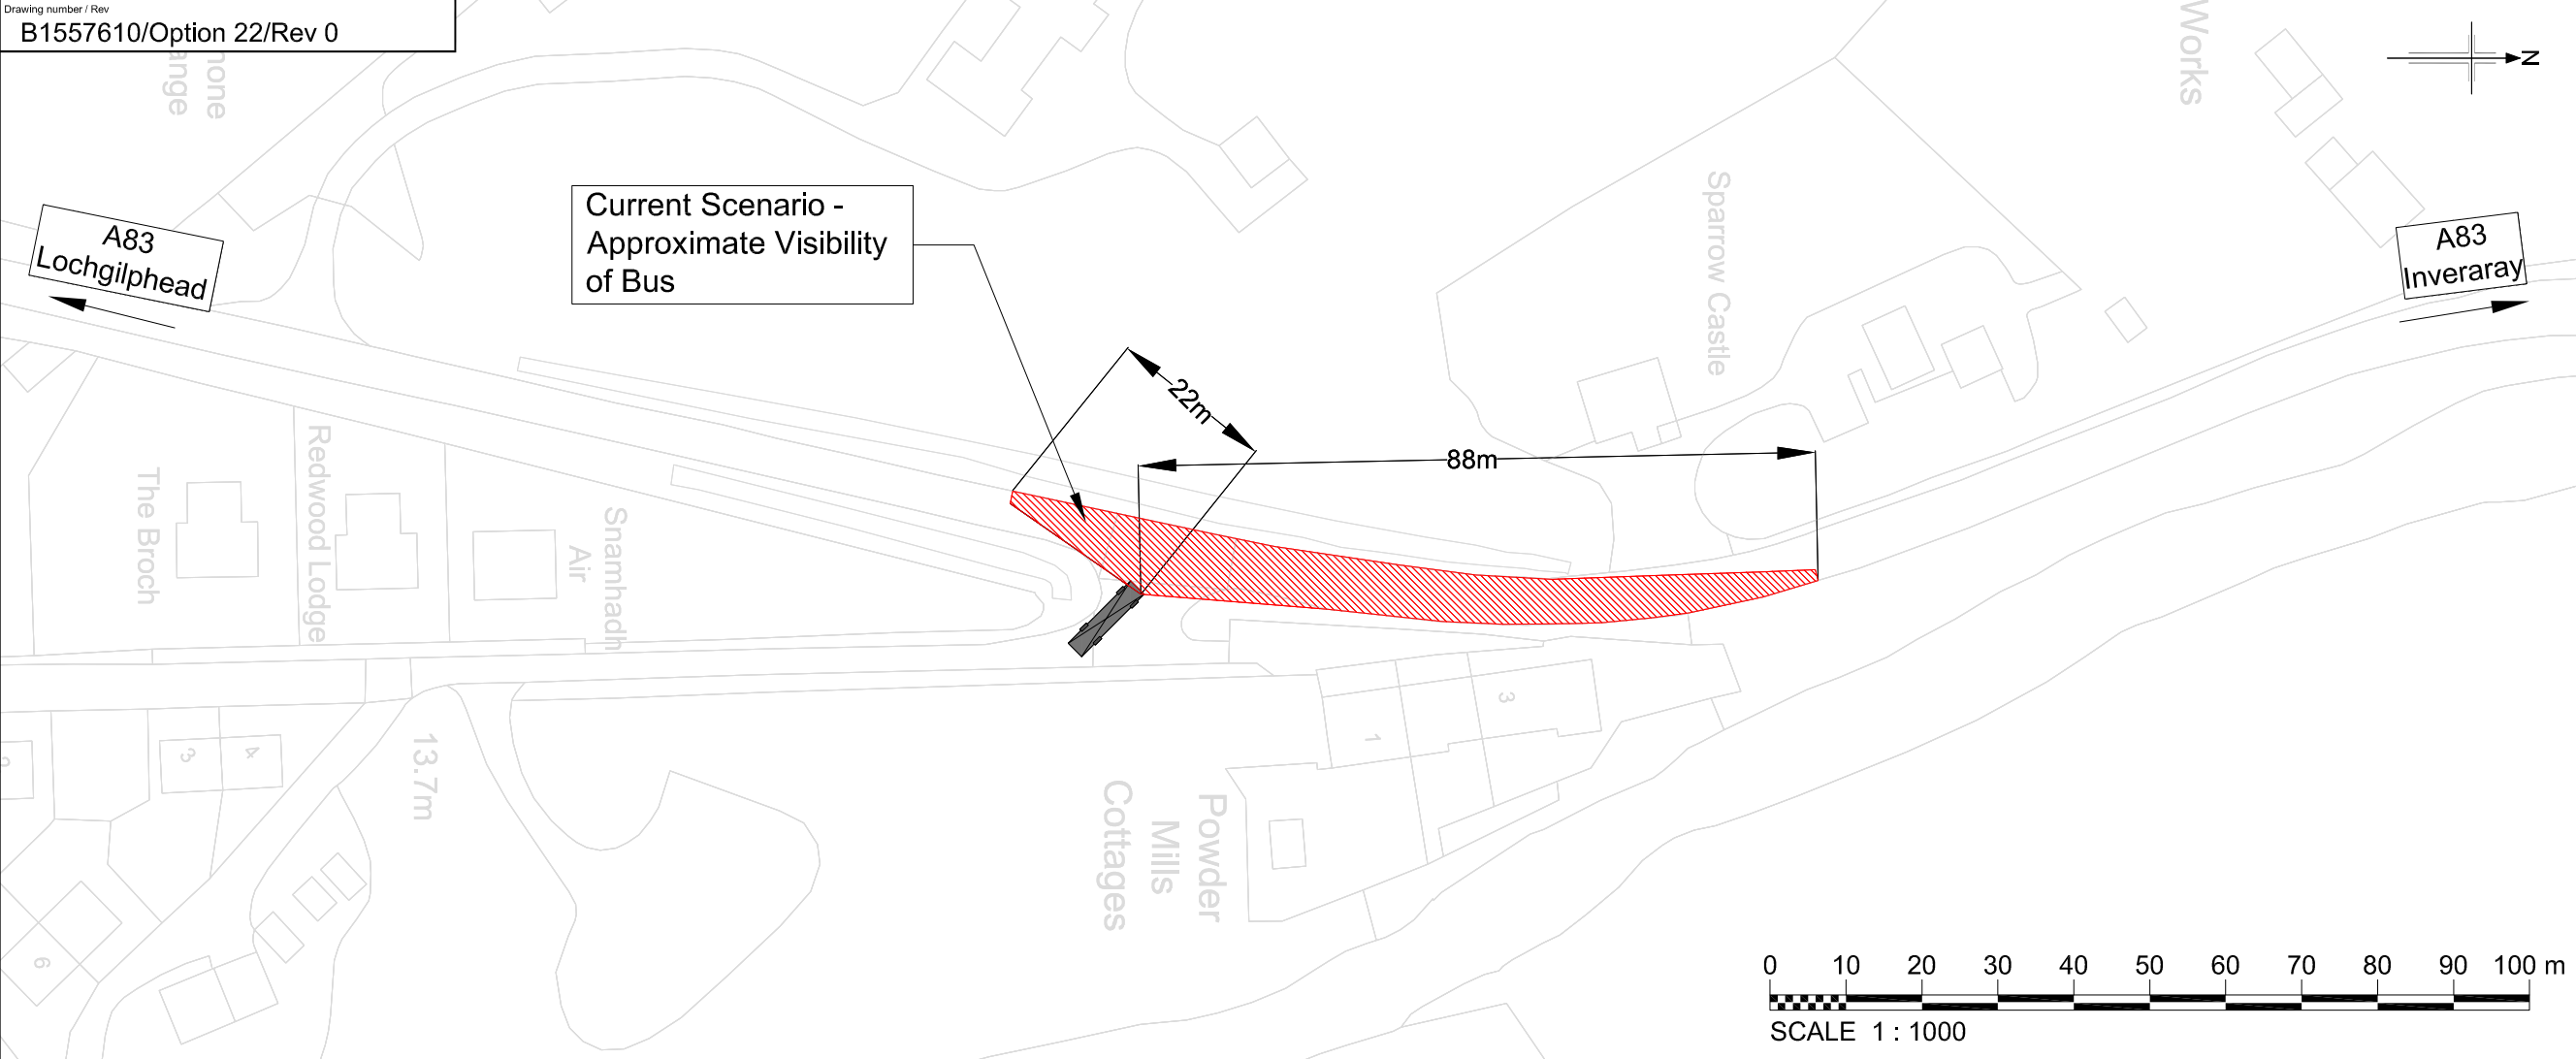 Drawing number / Rev
B1557610/Option 22/Rev 0
Works
N
A83
Lochgilphead
Current Scenario -
Approximate Visibility
of Bus
Sparrow Castle
A83
Inveraray
22m
88m
The Broch
Redwood Lodge
Snamhadh
Air
3
4
13.7m
6
1
3
Powder
Mills
Cottages
0 10 20 30 40 50 60 70 80 90 100 m
SCALE 1 : 1000